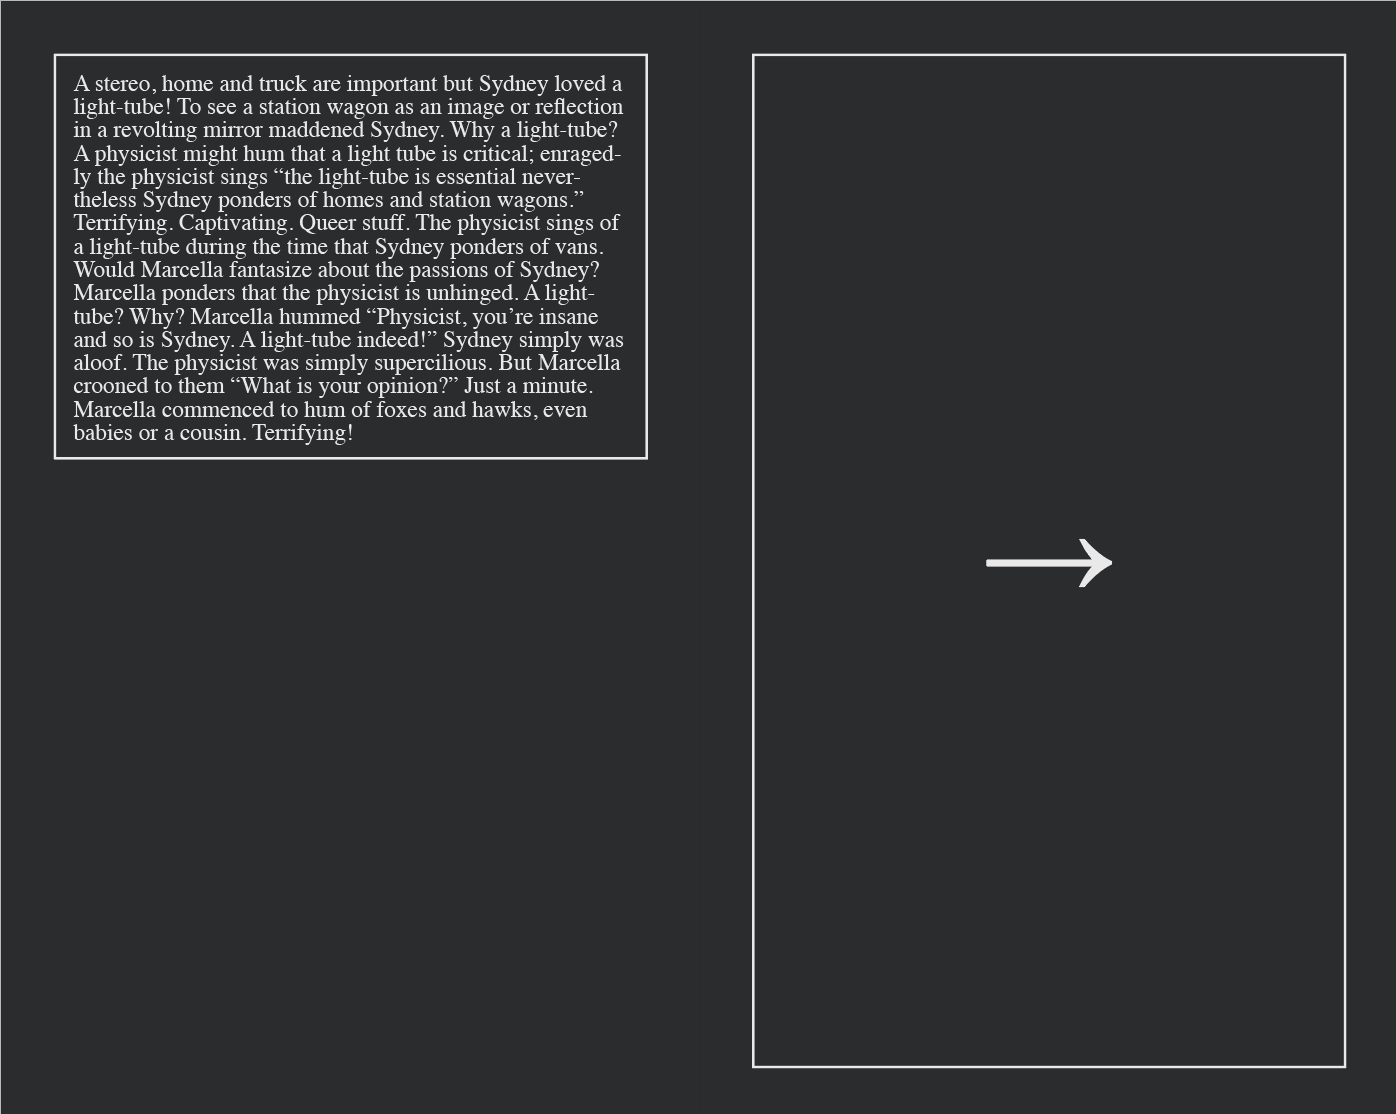 A stereo, home and truck are important but Sydney loved a
light-tube! To see a station wagon as an image or reflection
in a revolting mirror maddened Sydney. Why a light-tube?
A physicist might hum that a light tube is critical; enraged-
ly the physicist sings “the light-tube is essential never-
theless Sydney ponders of homes and station wagons.”
Terrifying. Captivating. Queer stuff. The physicist sings of
a light-tube during the time that Sydney ponders of vans.
Would Marcella fantasize about the passions of Sydney?
Marcella ponders that the physicist is unhinged. A light-
tube? Why? Marcella hummed “Physicist, you’re insane
and so is Sydney. A light-tube indeed!” Sydney simply was
aloof. The physicist was simply supercilious. But Marcella
crooned to them “What is your opinion?” Just a minute.
Marcella commenced to hum of foxes and hawks, even
babies or a cousin. Terrifying!
→